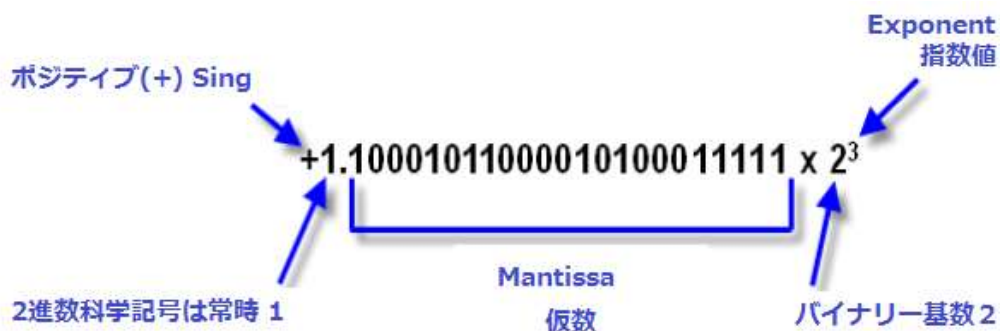 Exponent
指数値
ポジテイブ(+) Sing
+1.10001011000010100011111 x 2³
Mantissa
仮数
2進数科学記号は常時 1
バイナリー基数2